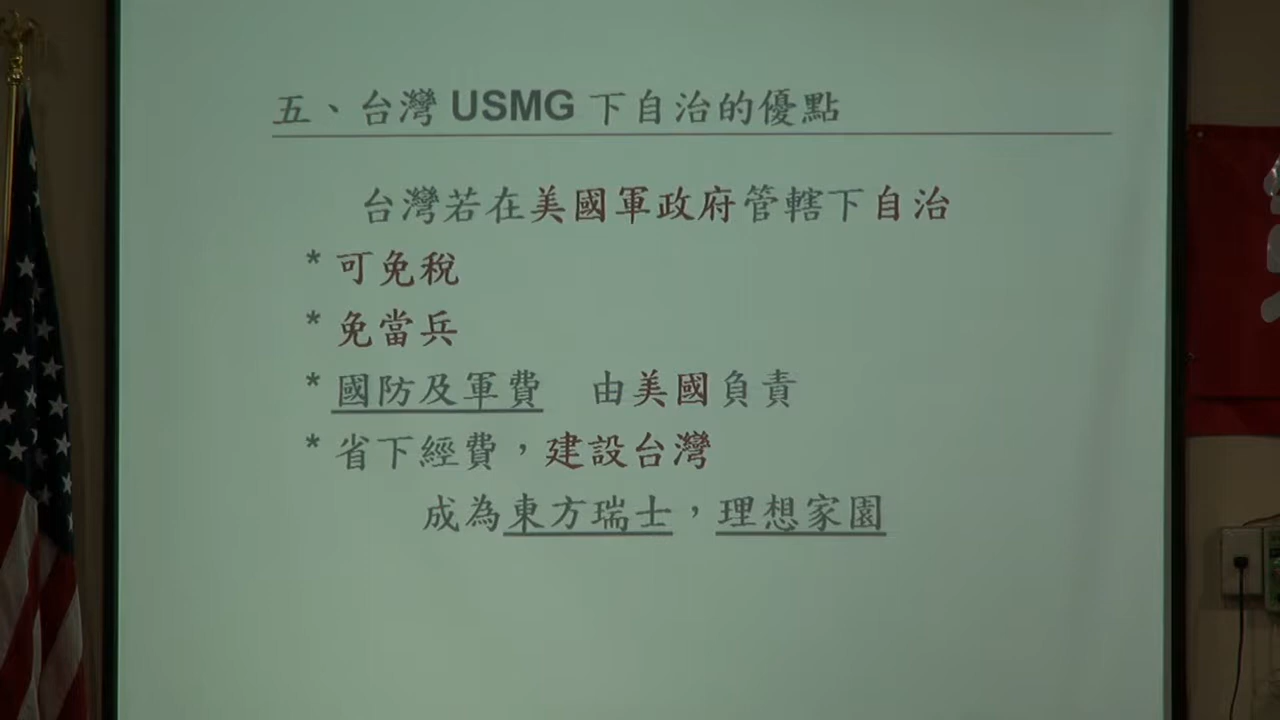 五、台灣 USMG 下自治的優點
台灣若在美國軍政府管轄下自治
* 可免稅
* 免當兵
* 國防及軍費 由美國負責
* 省下經費，建設台灣
成為東方瑞士，理想家園